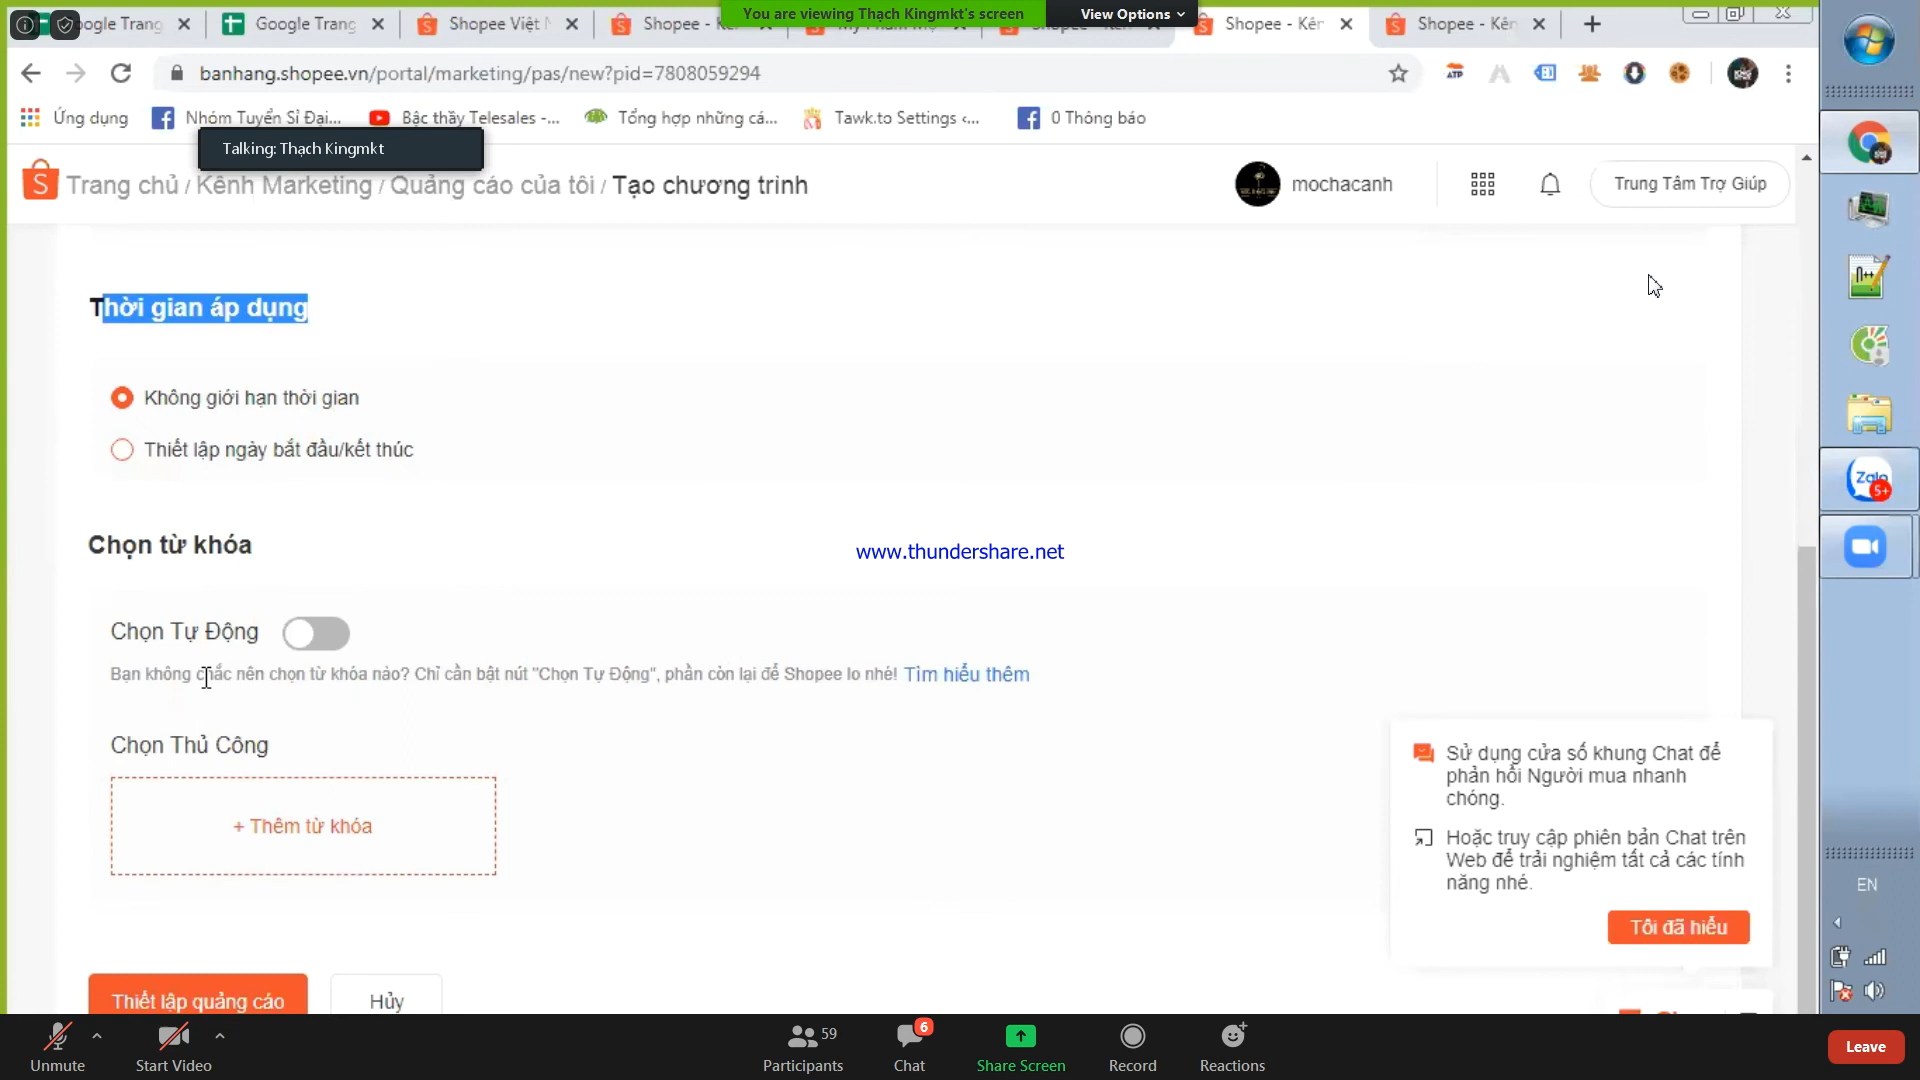 You are viewing Thạch Kingmkt's screen
View Options
Google Trang
Shopee Việt
Shopee - Kên
banhang.shopee.vn/portal/marketing/pas/new?pid=7808059294
Ứng dụng
Nhóm Tuyển Sỉ Đại...
Bậc thầy Telesales -...
Tổng hợp những cá...
Tawk.to Settings ‹...
0 Thông báo
Talking: Thạch Kingmkt
Trang chủ / Kênh Marketing / Quảng cáo của tôi / Tạo chương trình
mochacanh
Trung Tâm Trợ Giúp
Thời gian áp dụng
Không giới hạn thời gian
Thiết lập ngày bắt đầu/kết thúc
Chọn từ khóa
www.thundershare.net
Chọn Tự Động
Bạn không chắc nên chọn từ khóa nào? Chỉ cần bật nút "Chọn Tự Động", phần còn lại để Shopee lo nhé! Tìm hiểu thêm
Chọn Thủ Công
+ Thêm từ khóa
Sử dụng cửa sổ khung Chat để
phản hồi Người mua nhanh
chóng.
Hoặc truy cập phiên bản Chat trên
Web để trải nghiệm tất cả các tính
năng nhé.
Tôi đã hiểu
Thiết lập quảng cáo
Hủy
Zalo
5+
EN
Unmute
Start Video
Participants
59
Chat
6
Share Screen
Record
Reactions
Leave